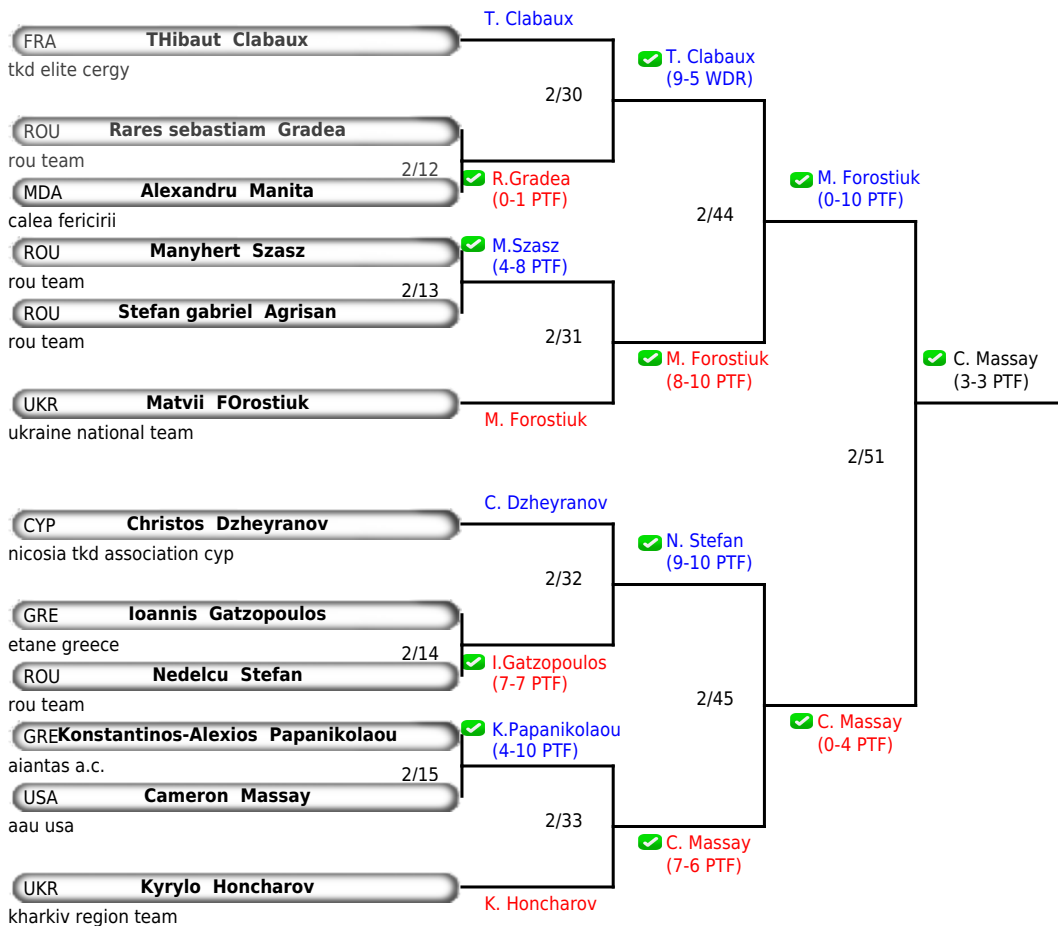 T. Clabaux
FRA THibaut Clabaux
tkd elite cergy
T. Clabaux
(9-5 WDR)
2/30
ROU Rares sebastiam Gradea
rou team
2/12
MDA Alexandru Manita
calea fericirii
R.Gradea
(0-1 PTF)
M. Forostiuk
(0-10 PTF)
2/44
ROU Manyhert Szasz
rou team
M.Szasz
(4-8 PTF)
2/13
ROU Stefan gabriel Agrisan
rou team
2/31
M. Forostiuk
(8-10 PTF)
C. Massay
(3-3 PTF)
UKR Matvii FOrostiuk
ukraine national team
M. Forostiuk
2/51
CYP Christos Dzheyranov
nicosia tkd association cyp
C. Dzheyranov
N. Stefan
(9-10 PTF)
2/32
GRE Ioannis Gatzopoulos
etane greece
2/14
ROU Nedelcu Stefan
rou team
I.Gatzopoulos
(7-7 PTF)
2/45
C. Massay
(0-4 PTF)
GRE Konstantinos-Alexios Papanikolaou
aiantas a.c.
K.Papanikolaou
(4-10 PTF)
2/15
USA Cameron Massay
aau usa
2/33
C. Massay
(7-6 PTF)
UKR Kyrylo Honcharov
kharkiv region team
K. Honcharov